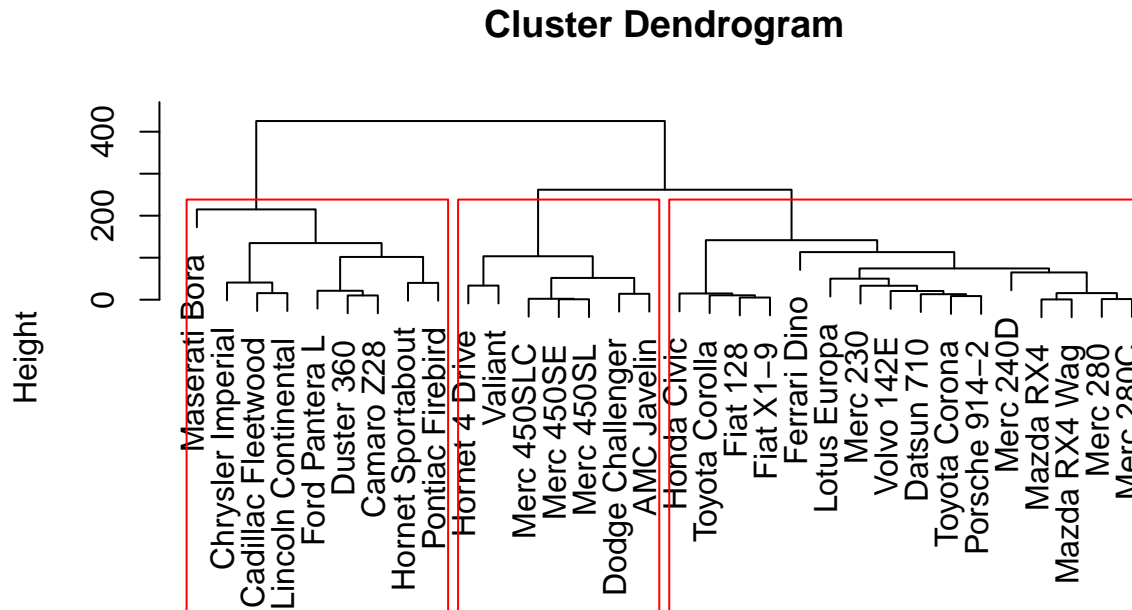 Cluster Dendrogram
Height
0
200
400
Maserati Bora
Chrysler Imperial
Cadillac Fleetwood
Lincoln Continental
Ford Pantera L
Duster 360
Camaro Z28
Hornet Sportabout
Pontiac Firebird
Hornet 4 Drive
Valiant
Merc 450SLC
Merc 450SE
Merc 450SL
Dodge Challenger
AMC Javelin
Honda Civic
Toyota Corolla
Fiat 128
Fiat X1−9
Ferrari Dino
Lotus Europa
Merc 230
Volvo 142E
Datsun 710
Toyota Corona
Porsche 914−2
Merc 240D
Mazda RX4
Mazda RX4 Wag
Merc 280
Merc 280C